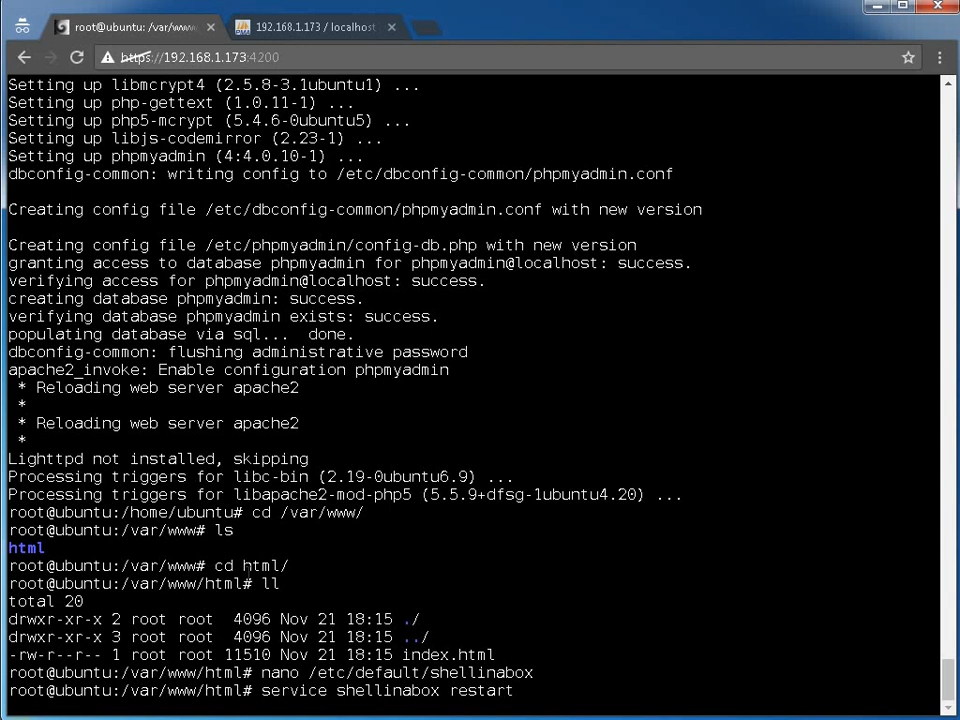 root@ubuntu: /var/www
192.168.1.173 / localhost
https://192.168.1.173:4200
Setting up libmcrypt4 (2.5.8-3.1ubuntu1) ...
Setting up php-gettext (1.0.11-1) ...
Setting up php5-mcrypt (5.4.6-0ubuntu5) ...
Setting up libjs-codemirror (2.23-1) ...
Setting up phpmyadmin (4:4.0.10-1) ...
dbconfig-common: writing config to /etc/dbconfig-common/phpmyadmin.conf
Creating config file /etc/dbconfig-common/phpmyadmin.conf with new version
Creating config file /etc/phpmyadmin/config-db.php with new version
granting access to database phpmyadmin for phpmyadmin@localhost: success.
verifying access for phpmyadmin@localhost: success.
creating database phpmyadmin: success.
verifying database phpmyadmin exists: success.
populating database via sql...  done.
dbconfig-common: flushing administrative password
apache2_invoke: Enable configuration phpmyadmin
 * Reloading web server apache2
 *
 * Reloading web server apache2
 *
Lighttpd not installed, skipping
Processing triggers for libc-bin (2.19-0ubuntu6.9) ...
Processing triggers for libapache2-mod-php5 (5.5.9+dfsg-1ubuntu4.20) ...
root@ubuntu:/home/ubuntu# cd /var/www/
root@ubuntu:/var/www# ls
html
root@ubuntu:/var/www# cd html/
root@ubuntu:/var/www/html# ll
total 20
drwxr-xr-x 2 root root  4096 Nov 21 18:15 ./
drwxr-xr-x 3 root root  4096 Nov 21 18:15 ../
-rw-r--r-- 1 root root 11510 Nov 21 18:15 index.html
root@ubuntu:/var/www/html# nano /etc/default/shellinabox
root@ubuntu:/var/www/html# service shellinabox restart